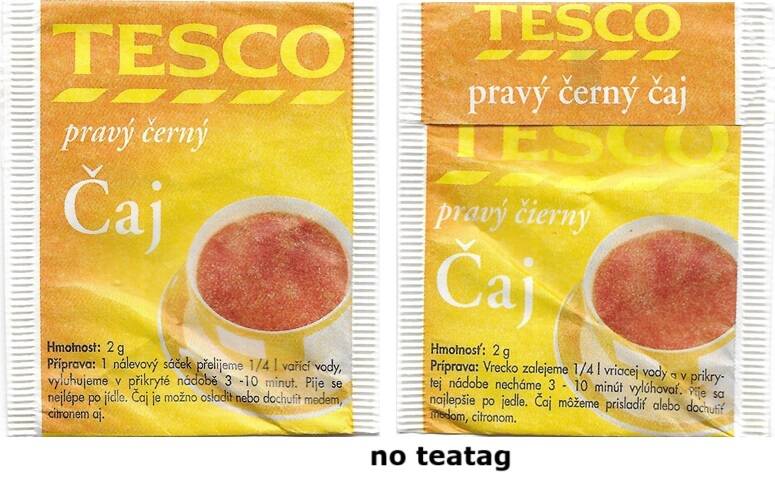 TESCO
pravý černý
Čaj
Hmotnost: 2 g
Příprava: 1 nálevový sáček přelijeme 1/4 l vařící vody,
vyluhujeme v přikryté nádobě 3 -10 minut. Pije se
nejlépe po jídle. Čaj je možno osladit nebo dochutit medem,
citronem aj.
TESCO
pravý černý čaj
TESCO
pravý čierny
Čaj
Hmotnosť: 2 g
Príprava: Vrecko zalejeme 1/4 l vriacej vody a v prikry-
tej nádobe necháme 3 - 10 minút vylúhovať. Pije sa
najlepšie po jedle. Čaj môžeme prisladiť alebo dochutiť
medom, citronom.
no teatag